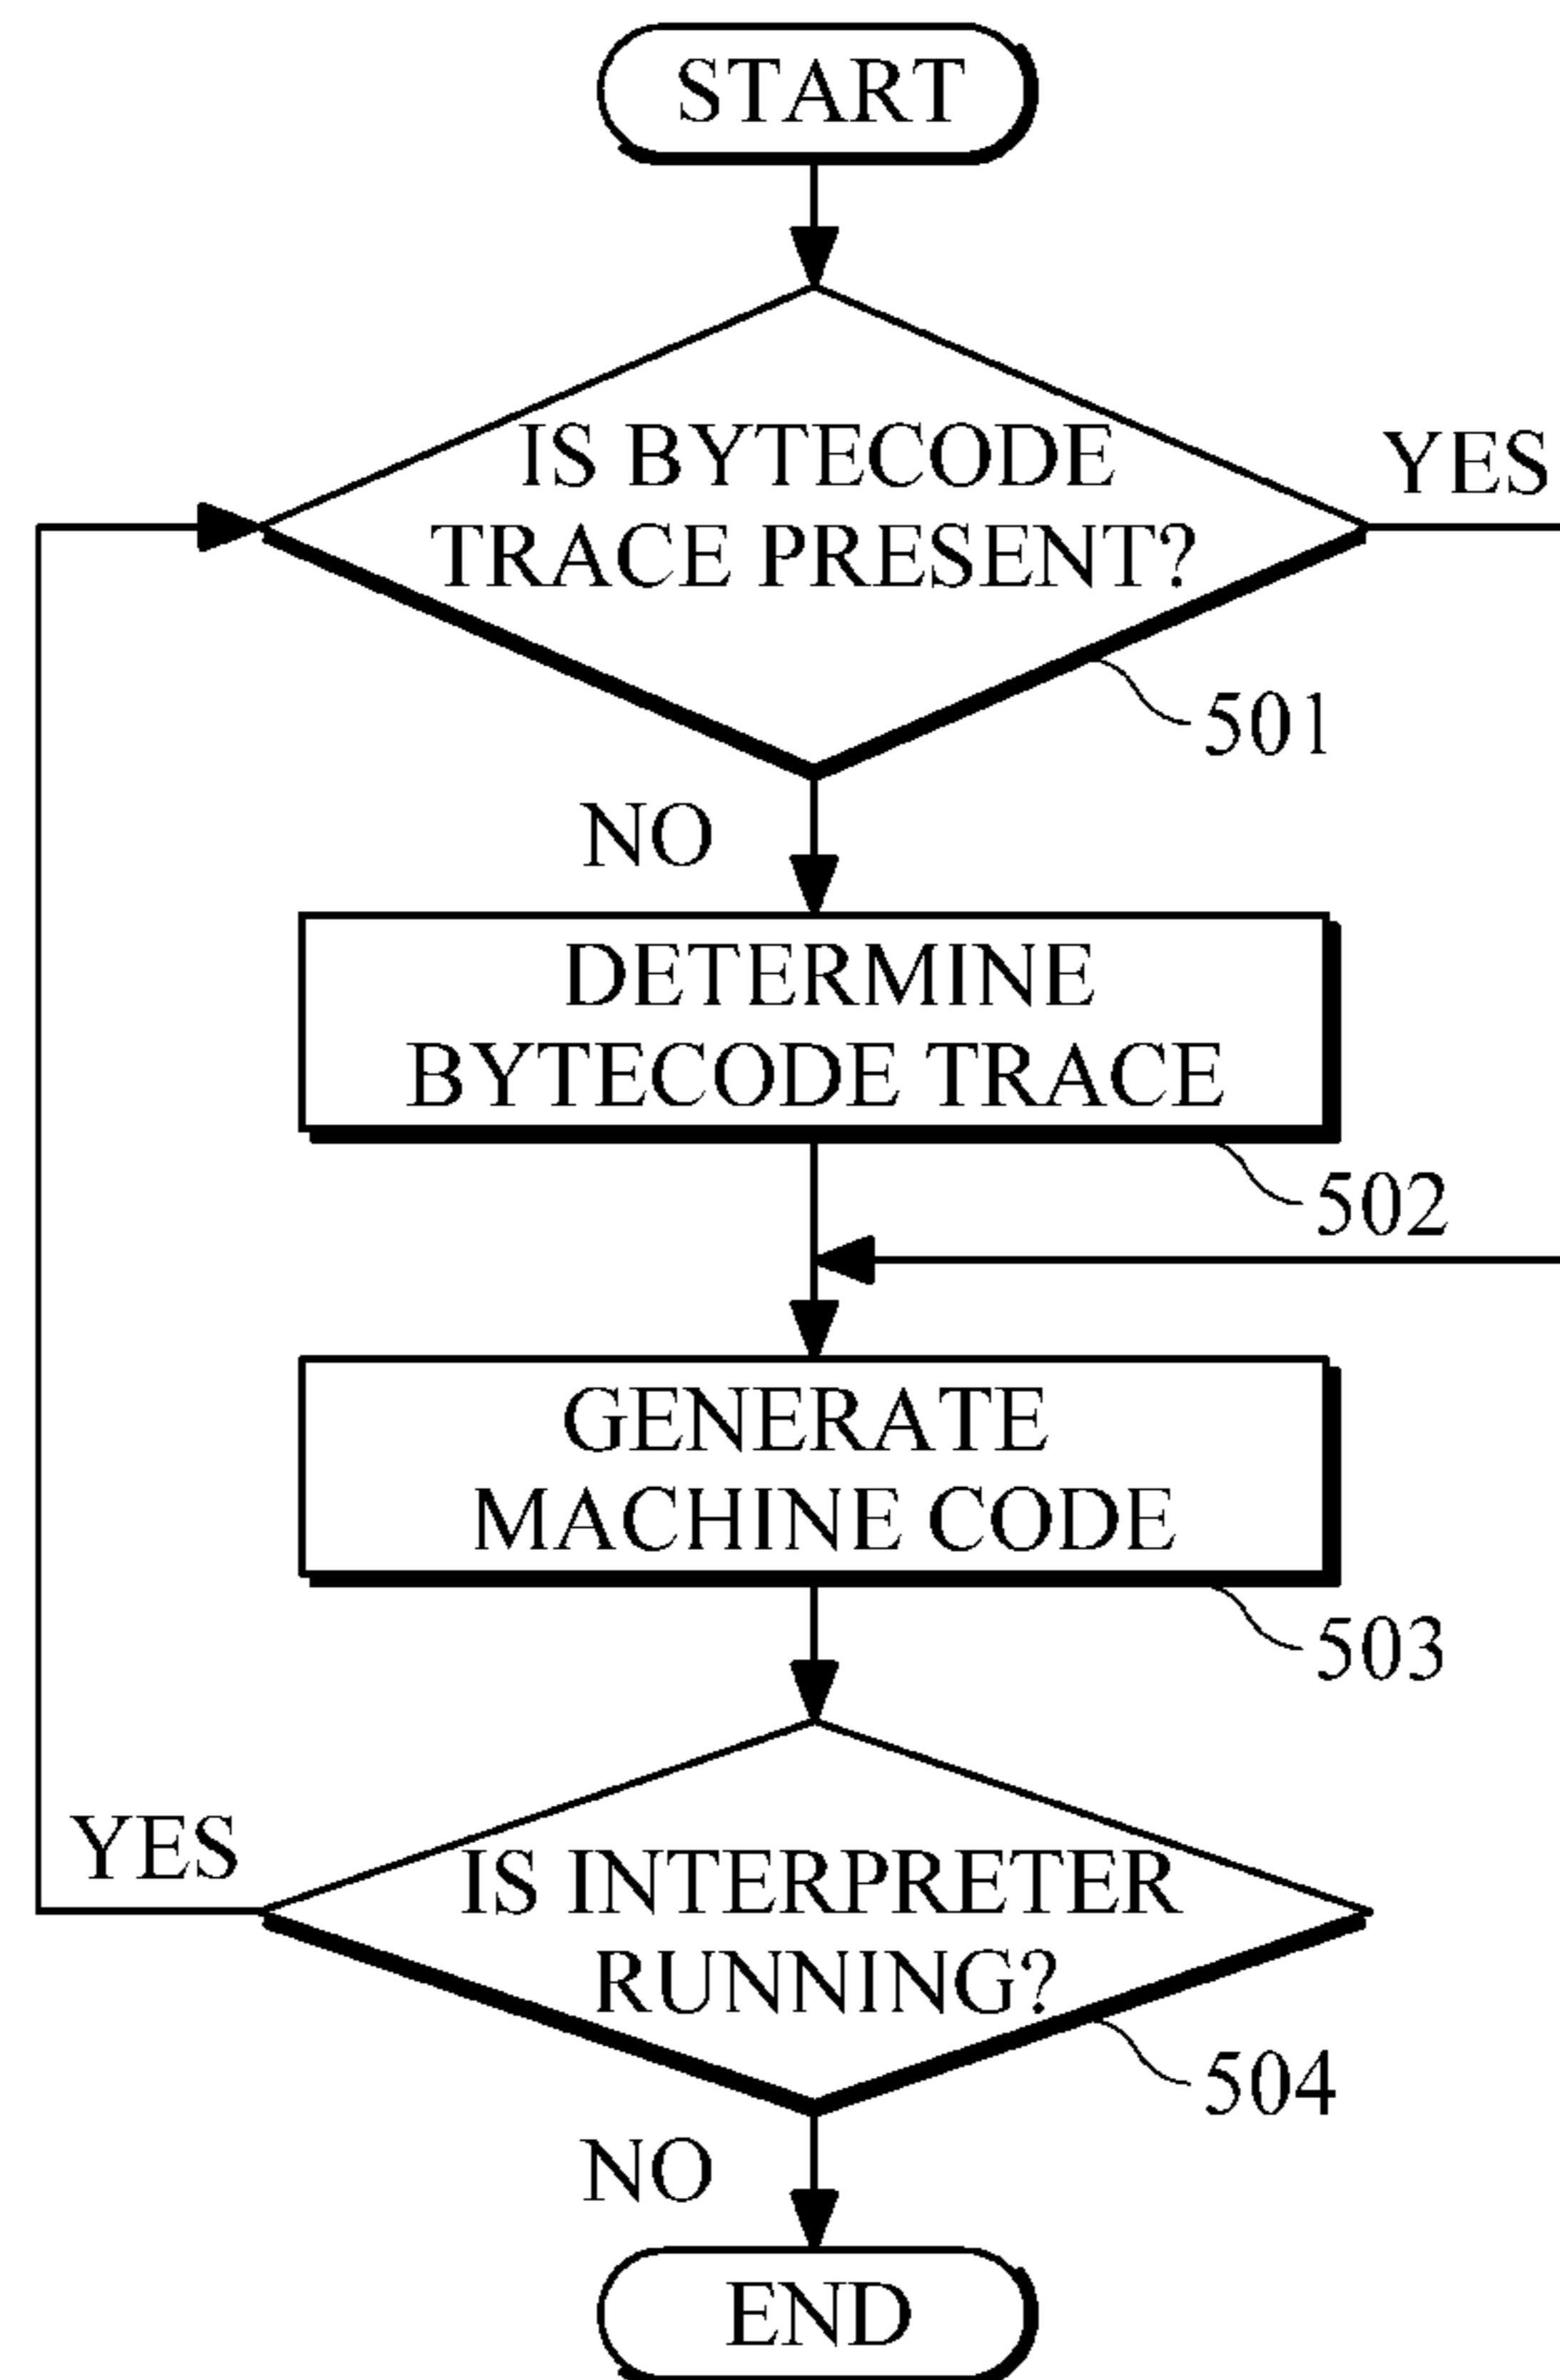 START
IS BYTECODE
TRACE PRESENT?
YES
501
NO
DETERMINE
BYTECODE TRACE
502
GENERATE
MACHINE CODE
503
YES
IS INTERPRETER
RUNNING?
504
NO
END